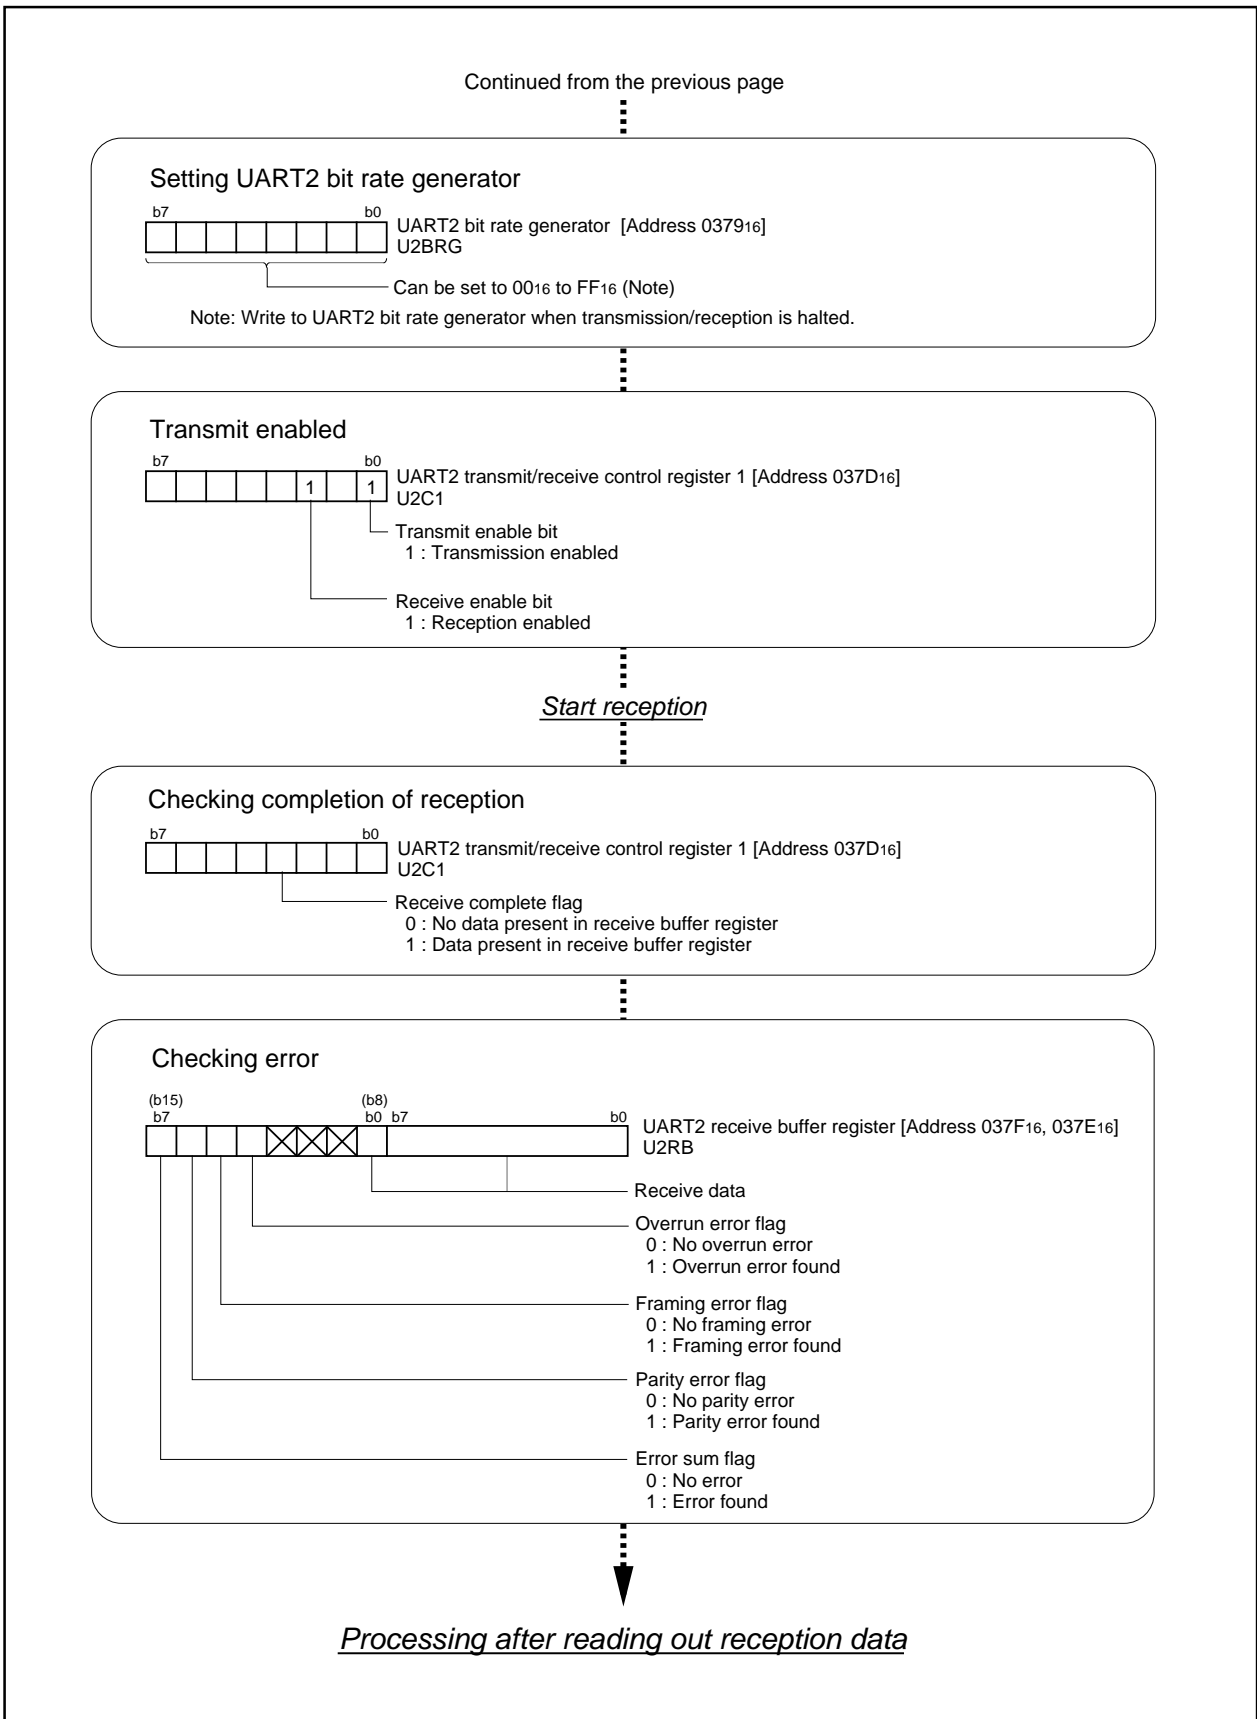 Continued from the previous page
Setting UART2 bit rate generator
b7 b0
UART2 bit rate generator [Address 037916]
U2BRG
Can be set to 0016 to FF16 (Note)
Note: Write to UART2 bit rate generator when transmission/reception is halted.
Transmit enabled
b7 b0
1 1
UART2 transmit/receive control register 1 [Address 037D16]
U2C1
Transmit enable bit
1 : Transmission enabled
Receive enable bit
1 : Reception enabled
Start reception
Checking completion of reception
b7 b0
UART2 transmit/receive control register 1 [Address 037D16]
U2C1
Receive complete flag
0 : No data present in receive buffer register
1 : Data present in receive buffer register
Checking error
(b15) (b8)
b7 b0 b7 b0
UART2 receive buffer register [Address 037F16, 037E16]
U2RB
Receive data
Overrun error flag
0 : No overrun error
1 : Overrun error found
Framing error flag
0 : No framing error
1 : Framing error found
Parity error flag
0 : No parity error
1 : Parity error found
Error sum flag
0 : No error
1 : Error found
Processing after reading out reception data